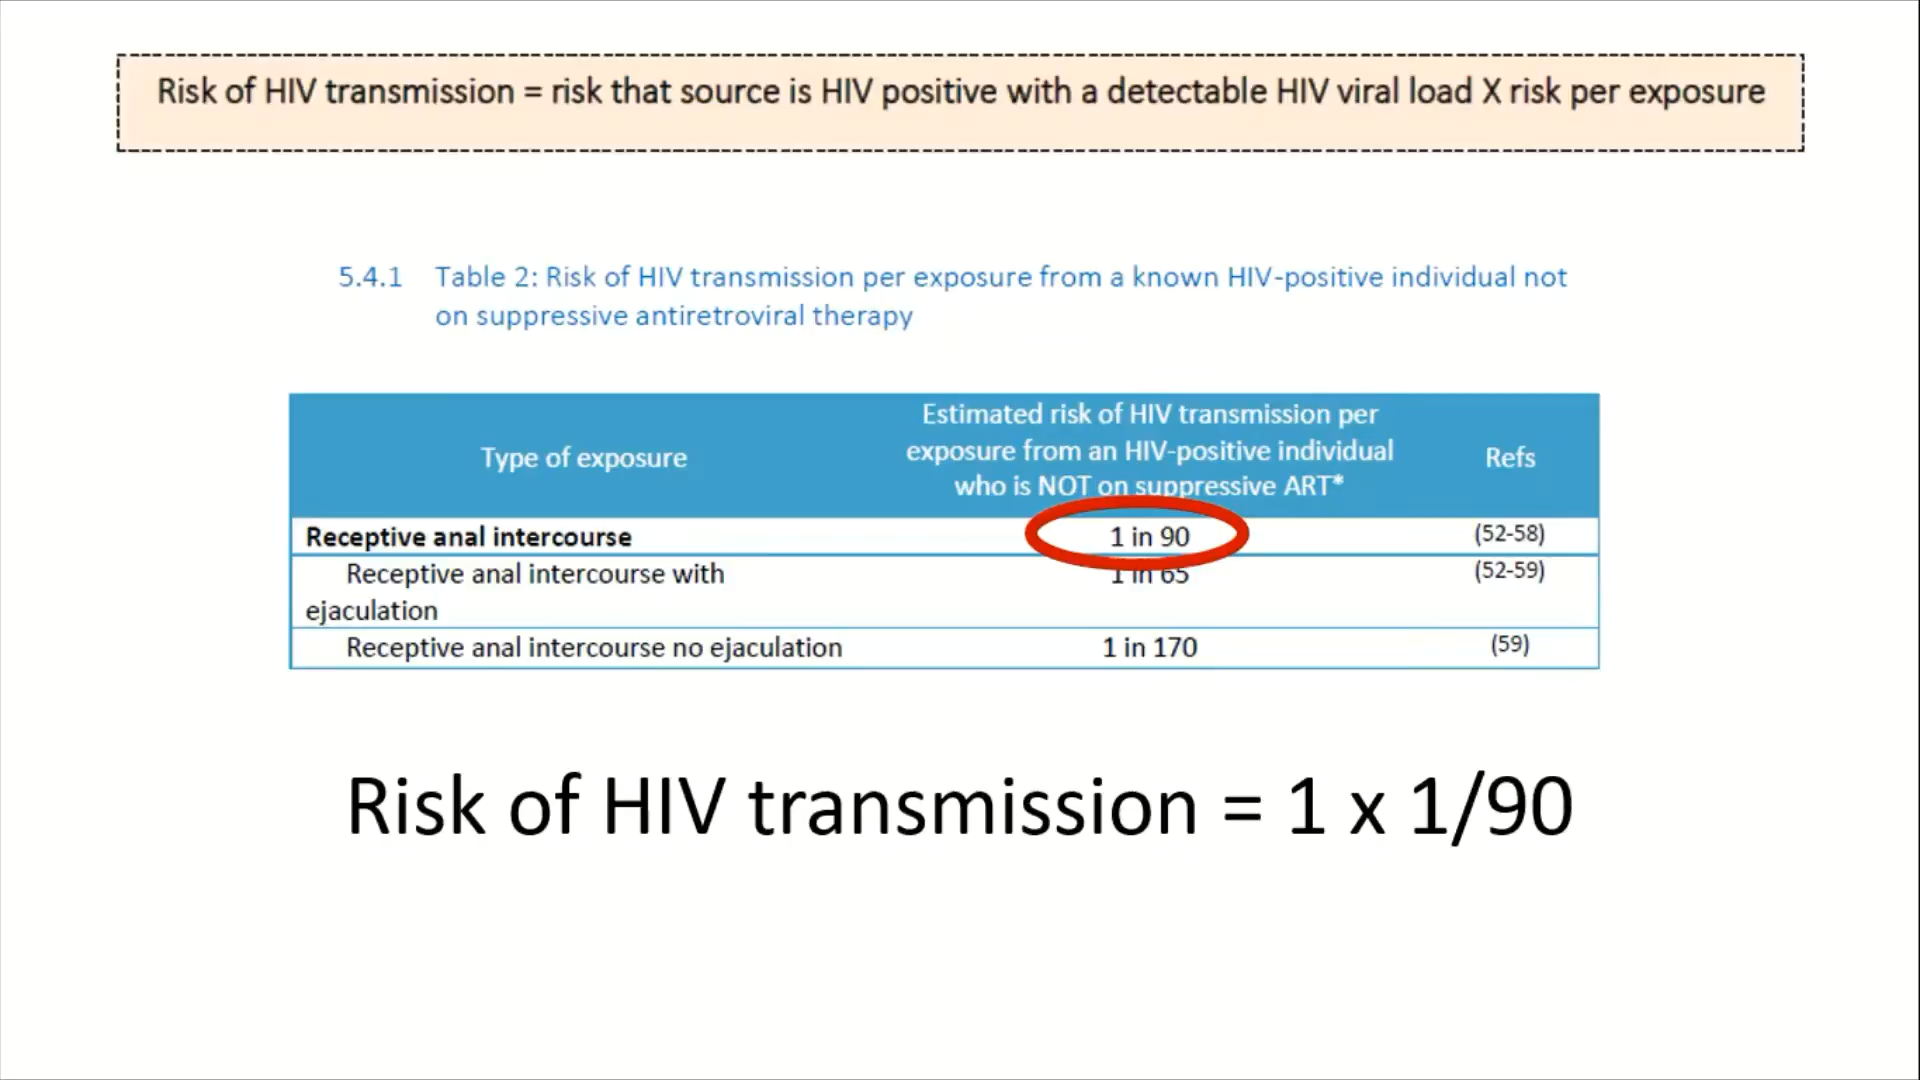 Risk of HIV transmission = risk that source is HIV positive with a detectable HIV viral load X risk per exposure
5.4.1 Table 2: Risk of HIV transmission per exposure from a known HIV-positive individual not
on suppressive antiretroviral therapy
Type of exposure
Estimated risk of HIV transmission per
exposure from an HIV-positive individual
who is NOT on suppressive ART*
Refs
Receptive anal intercourse 1 in 90 (52-58)
Receptive anal intercourse with 1 in 65 (52-59)
ejaculation
Receptive anal intercourse no ejaculation 1 in 170 (59)
Risk of HIV transmission = 1 x 1/90